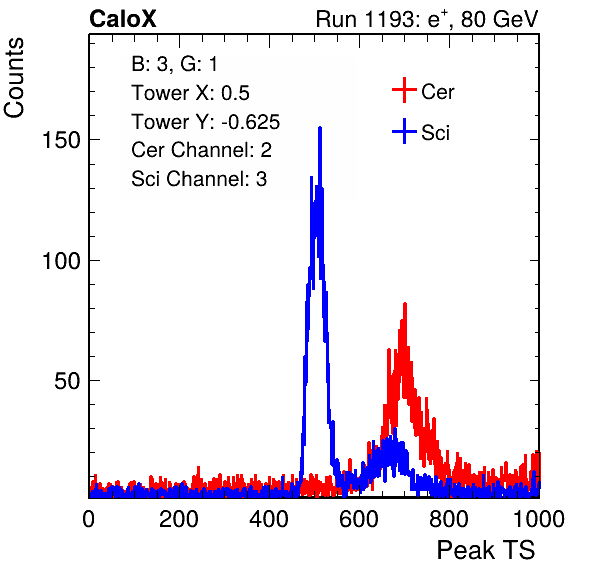 CaloX Run 1193: e⁺, 80 GeV
B: 3, G: 1
Tower X: 0.5
Tower Y: -0.625
Cer Channel: 2
Sci Channel: 3
Cer
Sci
Counts
150
100
50
0 200 400 600 800 1000
Peak TS